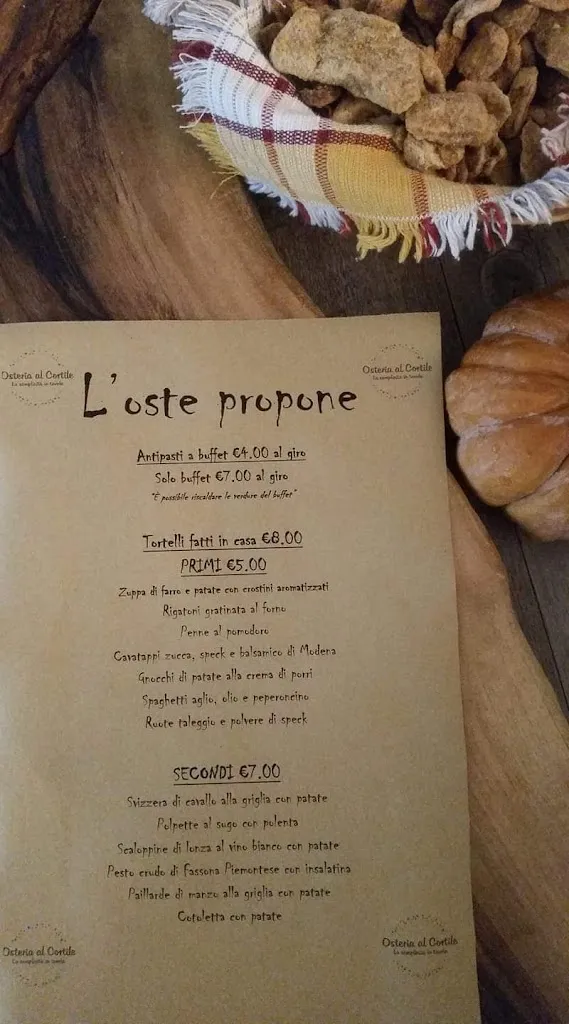 Osteria al Cortile
La semplicità in tavola
Osteria al Cortile
La semplicità in tavola
L'oste propone
Antipasti a buffet €4.00 al giro
Solo buffet €7.00 al giro
"È possibile riscaldare le verdure del buffet"
Tortelli fatti in casa €8.00
PRIMI €5.00
Zuppa di farro e patate con crostini aromatizzati
Rigatoni gratinata al forno
Penne al pomodoro
Cavatappi zucca, speck e balsamico di Modena
Gnocchi di patate alla crema di porri
Spaghetti aglio, olio e peperoncino
Ruote taleggio e polvere di speck
SECONDI €7.00
Svizzera di cavallo alla griglia con patate
Polpette al sugo con polenta
Scaloppine di lonza al vino bianco con patate
Pesto crudo di Fassona Piemontese con insalatina
Paillarde di manzo alla griglia con patate
Cotoletta con patate
Osteria al Cortile
La semplicità in tavola
Osteria al Cortile
La semplicità in tavola